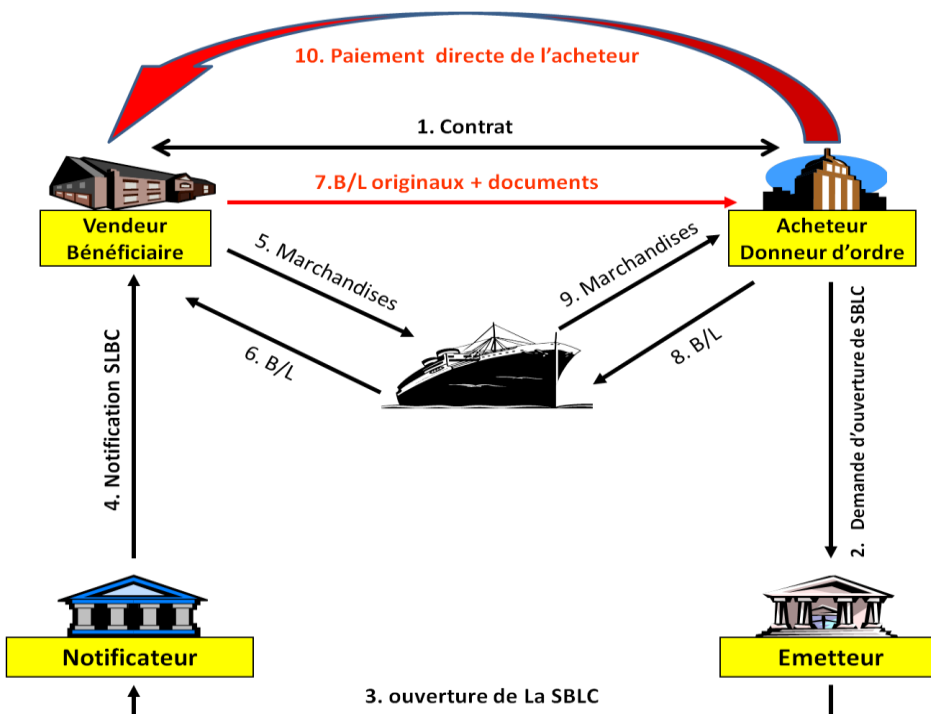 10. Paiement directe de l'acheteur
1. Contrat
7.B/L originaux + documents
Vendeur
Bénéficiaire
Acheteur
Donneur d'ordre
5. Marchandises
9. Marchandises
6. B/L
8. B/L
4. Notification SLBC
2. Demande d'ouverture de SBLC
Notificateur
Emetteur
3. ouverture de La SBLC